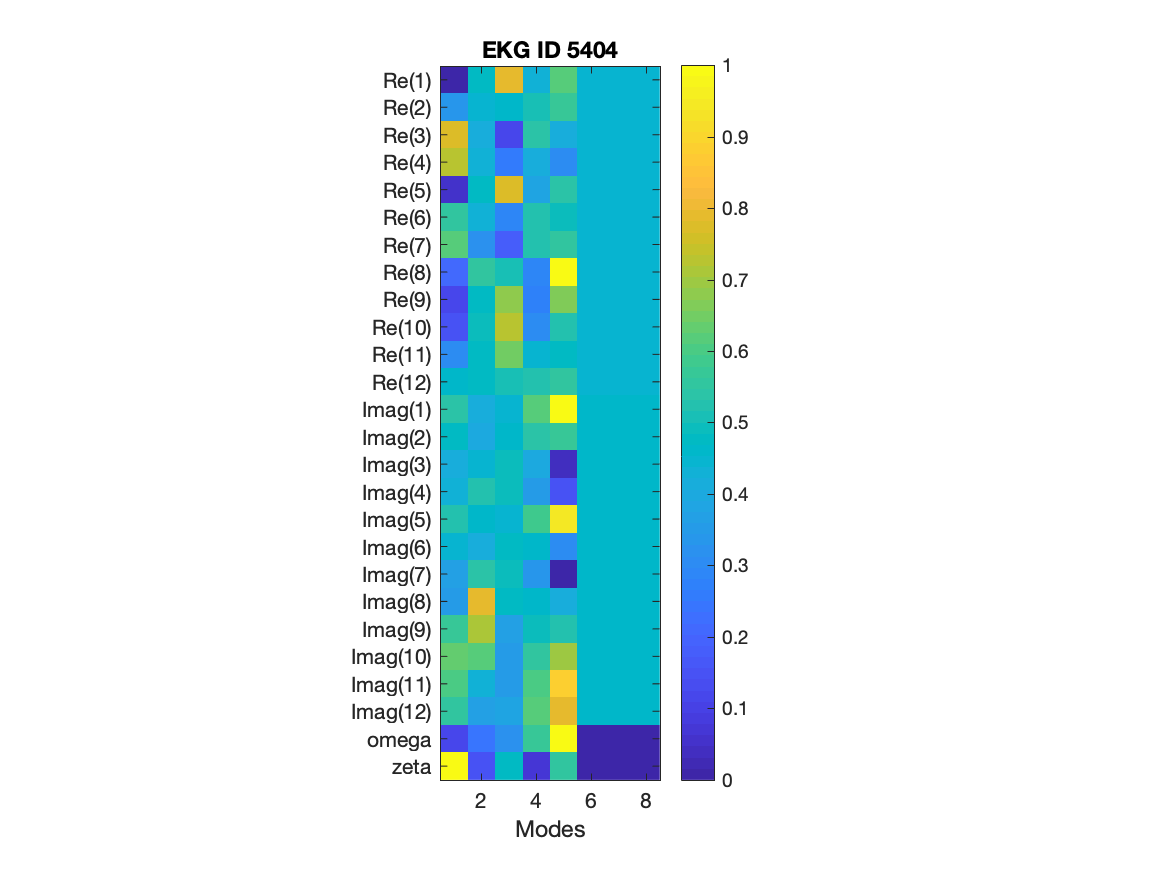 EKG ID 5404
Re(1)
Re(2)
Re(3)
Re(4)
Re(5)
Re(6)
Re(7)
Re(8)
Re(9)
Re(10)
Re(11)
Re(12)
Imag(1)
Imag(2)
Imag(3)
Imag(4)
Imag(5)
Imag(6)
Imag(7)
Imag(8)
Imag(9)
Imag(10)
Imag(11)
Imag(12)
omega
zeta
2 4 6 8
Modes
1
0.9
0.8
0.7
0.6
0.5
0.4
0.3
0.2
0.1
0